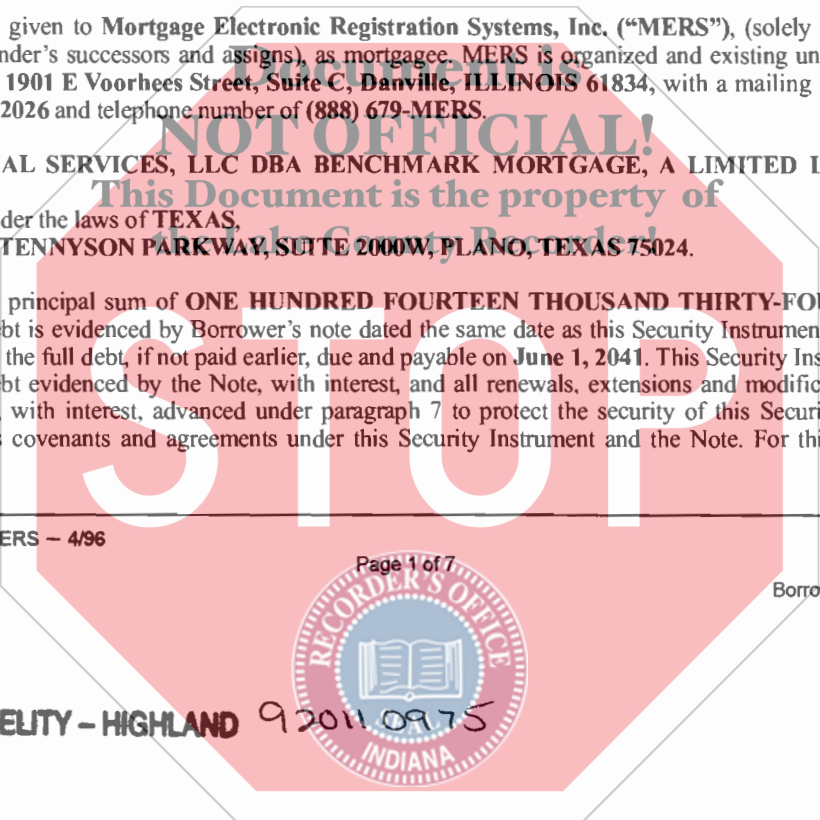 given to Mortgage Electronic Registration Systems, Inc. (“MERS”), (solely
nder’s successors and assigns), as mortgagee. MERS is organized and existing un
1901 E Voorhees Street, Suite C, Danville, ILLINOIS 61834, with a mailing
2026 and telephone number of (888) 679-MERS.
Document is
NOT OFFICIAL!
AL SERVICES, LLC DBA BENCHMARK MORTGAGE, A LIMITED L
This Document is the property of
der the laws of TEXAS,
the Lake County Recorder!
TENNYSON PARKWAY, SUITE 2000W, PLANO, TEXAS 75024.
principal sum of ONE HUNDRED FOURTEEN THOUSAND THIRTY-FOU
bt is evidenced by Borrower’s note dated the same date as this Security Instrumen
the full debt, if not paid earlier, due and payable on June 1, 2041. This Security Ins
bt evidenced by the Note, with interest, and all renewals, extensions and modific
, with interest, advanced under paragraph 7 to protect the security of this Securi
s covenants and agreements under this Security Instrument and the Note. For thi
STOP
ERS – 4/96
Page 1 of 7
Borro
RECORDER'S OFFICE
ELITY – HIGHLAND 920110975
SEAL
INDIANA